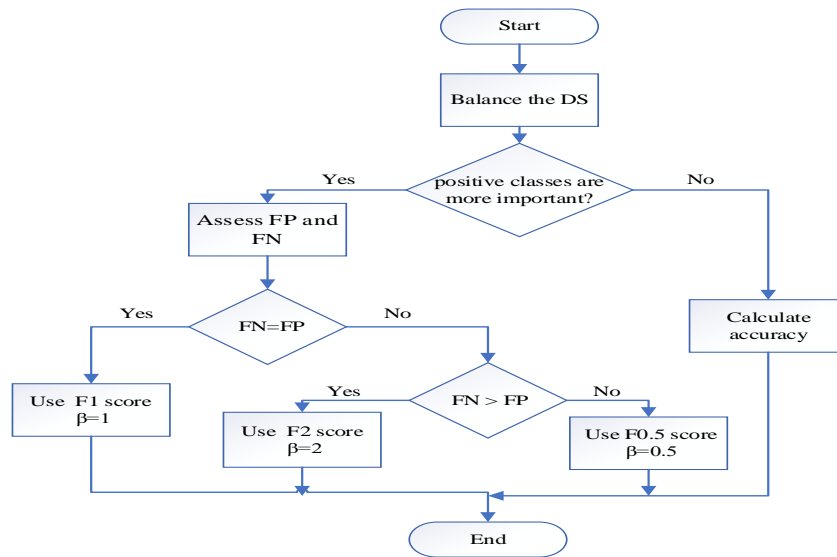 Start
Balance the DS
positive classes are
more important?
Yes
No
Assess FP and
FN
FN=FP
Yes
No
Calculate
accuracy
FN > FP
Yes
No
Use F1 score
β=1
Use F2 score
β=2
Use F0.5 score
β=0.5
End